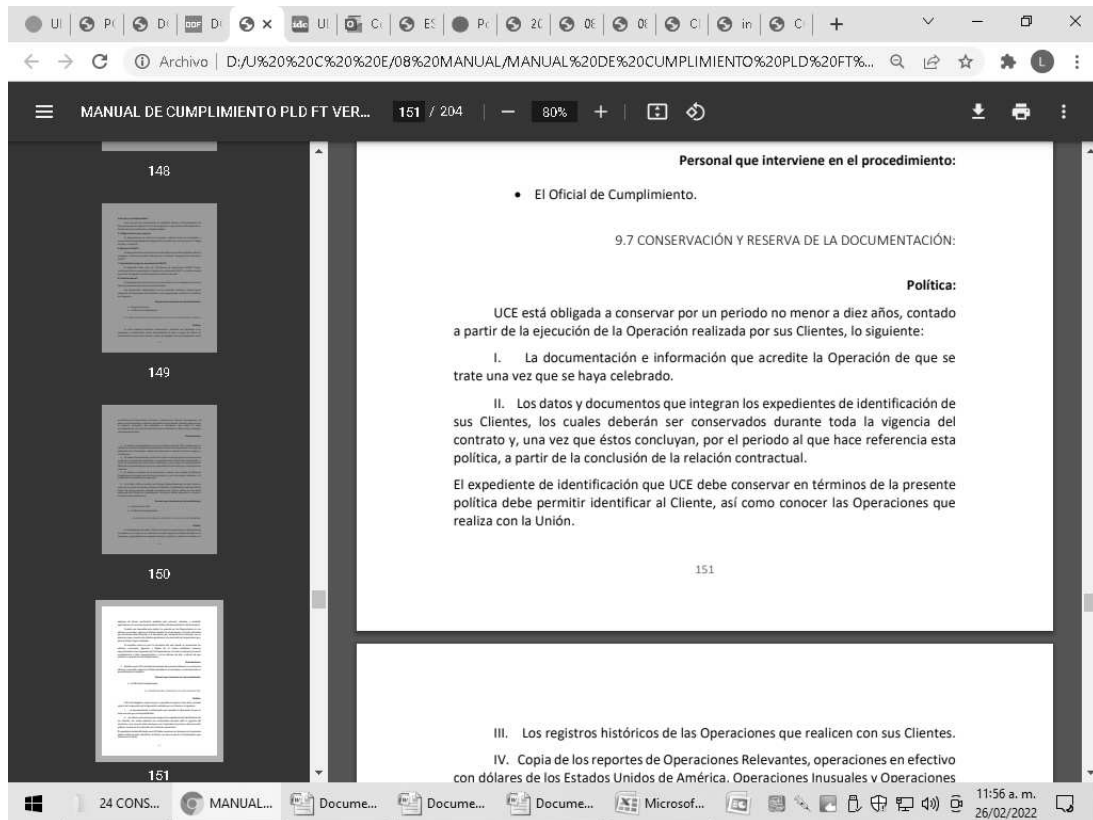 UI
P(
D(
DOF
D
idc
UI
C(
ES
P(
2(
08
08
C
in
C
Archivo
D:/U%20%20C%20%20E/08%20MANUAL/MANUAL%20DE%20CUMPLIMIENTO%20PLD%20FT%...
L
MANUAL DE CUMPLIMIENTO PLD FT VER...
151 / 204
80%
148
149
150
151
Personal que interviene en el procedimiento:
• El Oficial de Cumplimiento.
9.7 CONSERVACIÓN Y RESERVA DE LA DOCUMENTACIÓN:
Política:
UCE está obligada a conservar por un periodo no menor a diez años, contado
a partir de la ejecución de la Operación realizada por sus Clientes, lo siguiente:
I. La documentación e información que acredite la Operación de que se
trate una vez que se haya celebrado.
II. Los datos y documentos que integran los expedientes de identificación de
sus Clientes, los cuales deberán ser conservados durante toda la vigencia del
contrato y, una vez que éstos concluyan, por el periodo al que hace referencia esta
política, a partir de la conclusión de la relación contractual.
El expediente de identificación que UCE debe conservar en términos de la presente
política debe permitir identificar al Cliente, así como conocer las Operaciones que
realiza con la Unión.
151
III. Los registros históricos de las Operaciones que realicen con sus Clientes.
IV. Copia de los reportes de Operaciones Relevantes, operaciones en efectivo
con dólares de los Estados Unidos de América, Operaciones Inusuales y Operaciones
24 CONS...
MANUAL...
Docume...
Docume...
Docume...
Microsof...
11:56 a. m.
26/02/2022